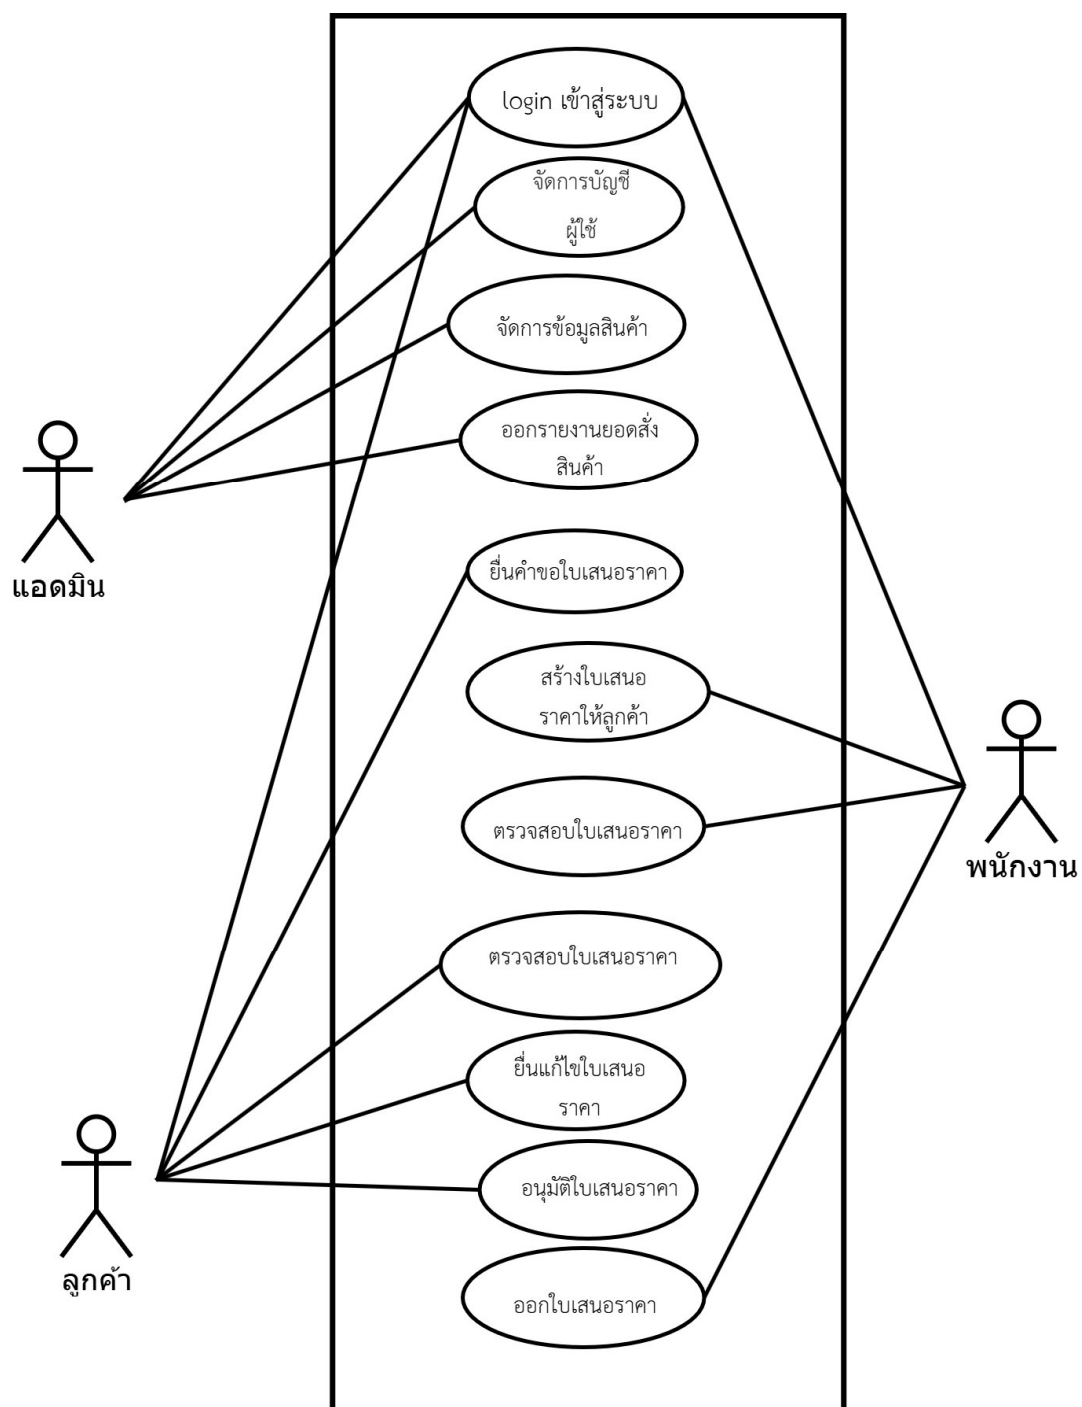 login เข้าสู่ระบบ
จัดการบัญชี
ผู้ใช้
จัดการข้อมูลสินค้า
ออกรายงานยอดสั่ง
สินค้า
แอดมิน
ยื่นคำขอใบเสนอราคา
สร้างใบเสนอ
ราคาให้ลูกค้า
ตรวจสอบใบเสนอราคา
พนักงาน
ตรวจสอบใบเสนอราคา
ยื่นแก้ไขใบเสนอ
ราคา
อนุมัติใบเสนอราคา
ลูกค้า
ออกใบเสนอราคา